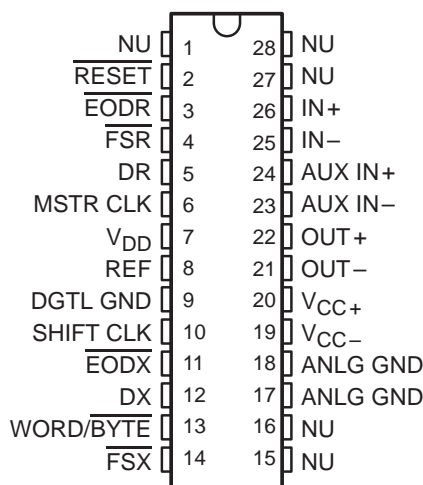 NU 1 28 NU
RESET 2 27 NU
EODR 3 26 IN+
FSR 4 25 IN−
DR 5 24 AUX IN+
MSTR CLK 6 23 AUX IN−
VDD 7 22 OUT+
REF 8 21 OUT−
DGTL GND 9 20 VCC+
SHIFT CLK 10 19 VCC−
EODX 11 18 ANLG GND
DX 12 17 ANLG GND
WORD/BYTE 13 16 NU
FSX 14 15 NU